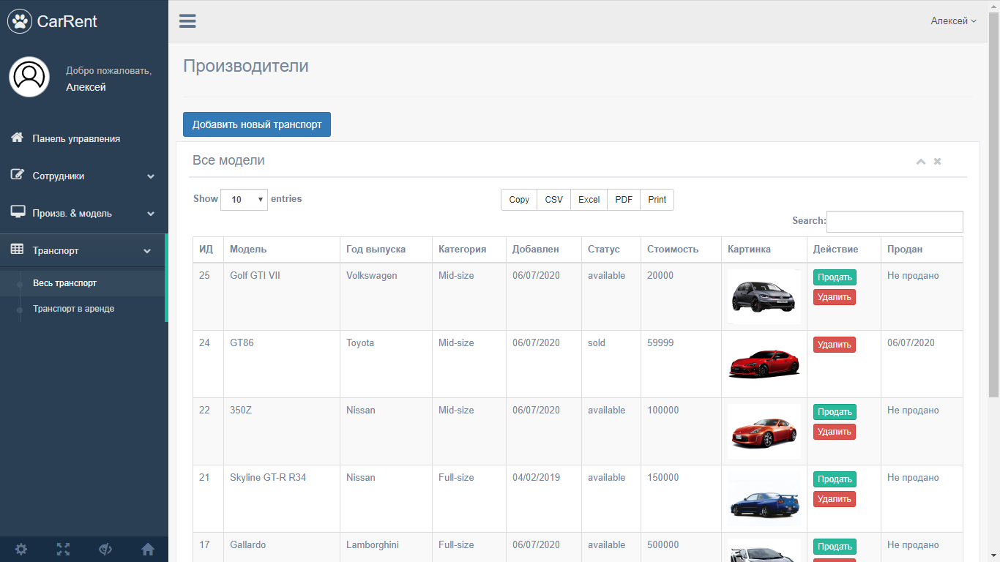 CarRent
Алексей
Добро пожаловать,
Алексей
Панель управления
Сотрудники
Произв. & модель
Транспорт
Весь транспорт
Транспорт в аренде
Производители
Добавить новый транспорт
Все модели
Show 10 entries
Copy CSV Excel PDF Print
Search:
ИД Модель Год выпуска Категория Добавлен Статус Стоимость Картинка Действие Продан
25 Golf GTI VII Volkswagen Mid-size 06/07/2020 available 20000 Продать Не продано
Удалить
24 GT86 Toyota Mid-size 06/07/2020 sold 59999 Удалить 06/07/2020
22 350Z Nissan Mid-size 06/07/2020 available 100000 Продать Не продано
Удалить
21 Skyline GT-R R34 Nissan Full-size 04/02/2019 available 150000 Продать Не продано
Удалить
17 Gallardo Lamborghini Full-size 06/07/2020 available 500000 Продать Не продано